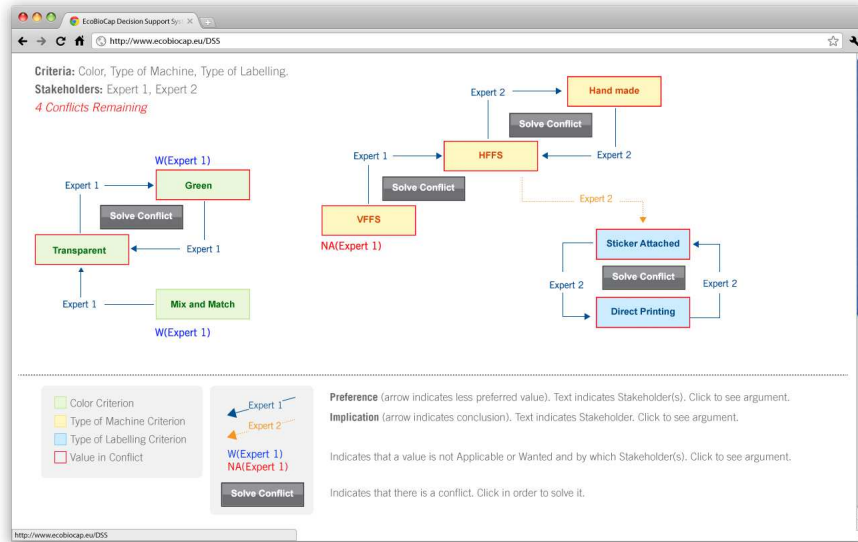 EcoBioCap Decision Support Sys
http://www.ecobiocap.eu/DSS
Criteria: Color, Type of Machine, Type of Labelling.
Stakeholders: Expert 1, Expert 2
4 Conflicts Remaining
W(Expert 1)
Expert 1
Green
Solve Conflict
Transparent
Expert 1
Expert 1
Mix and Match
W(Expert 1)
Expert 2
Hand made
Solve Conflict
Expert 1
HFFS
Expert 2
Solve Conflict
VFFS
NA(Expert 1)
Expert 2
Sticker Attached
Expert 2
Solve Conflict
Expert 2
Direct Printing
Color Criterion
Type of Machine Criterion
Type of Labelling Criterion
Value in Conflict
Expert 1
Expert 2
W(Expert 1)
NA(Expert 1)
Solve Conflict
Preference (arrow indicates less preferred value). Text indicates Stakeholder(s). Click to see argument.
Implication (arrow indicates conclusion). Text indicates Stakeholder. Click to see argument.
Indicates that a value is not Applicable or Wanted and by which Stakeholder(s). Click to see argument.
Indicates that there is a conflict. Click in order to solve it.
http://www.ecobiocap.eu/DSS